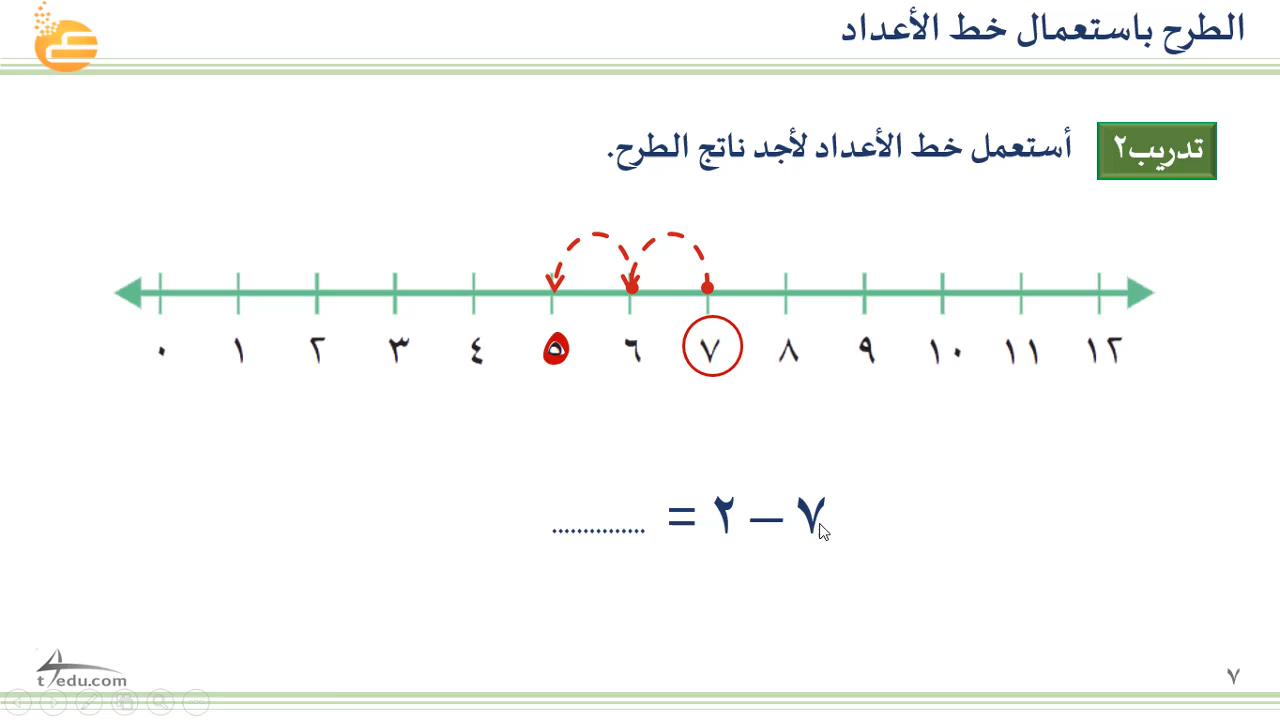 الطرح باستعمال خط الأعداد
تدريب٢ أستعمل خط الأعداد لأجد ناتج الطرح.
٠ ١ ٢ ٣ ٤ ٥ ٦ ٧ ٨ ٩ ١٠ ١١ ١٢
٧ – ٢ = ...............
t4edu.com
٧